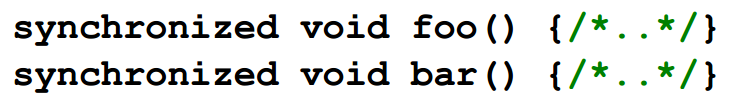 synchronized void foo() {/*..*/}
synchronized void bar() {/*..*/}